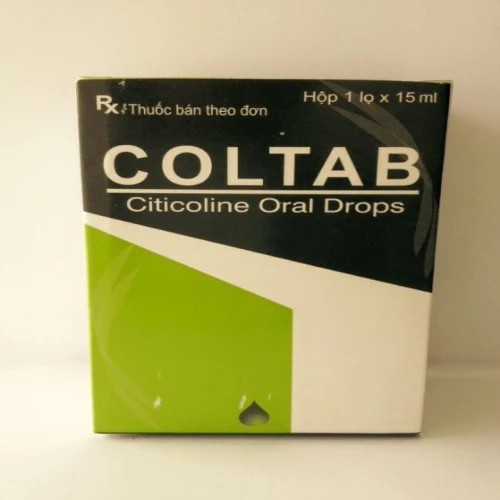 Rx Thuốc bán theo đơn
Hộp 1 lọ x 15 ml
COLTAB
Citicoline Oral Drops